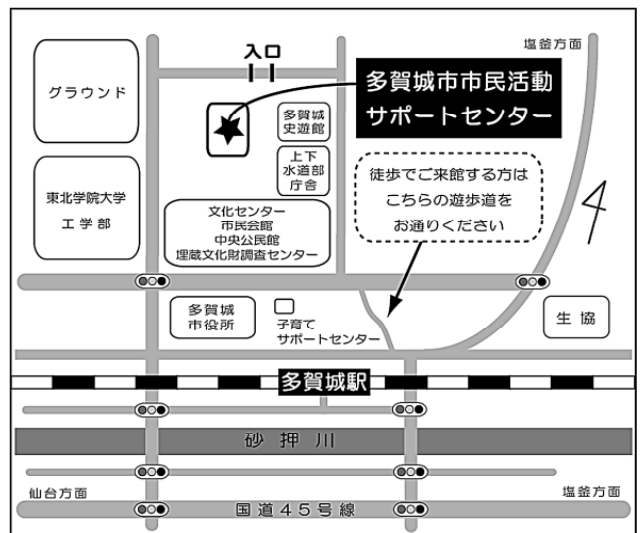 塩釜方面
入口
グラウンド
多賀城市市民活動
サポートセンター
多賀城
史遊館
上下
水道部
庁舎
徒歩でご来館する方は
こちらの遊歩道を
お通りください
東北学院大学
工学部
文化センター
市民会館
中央公民館
埋蔵文化財調査センター
多賀城
市役所
子育て
サポートセンター
生協
多賀城駅
砂押川
仙台方面
国道45号線
塩釜方面